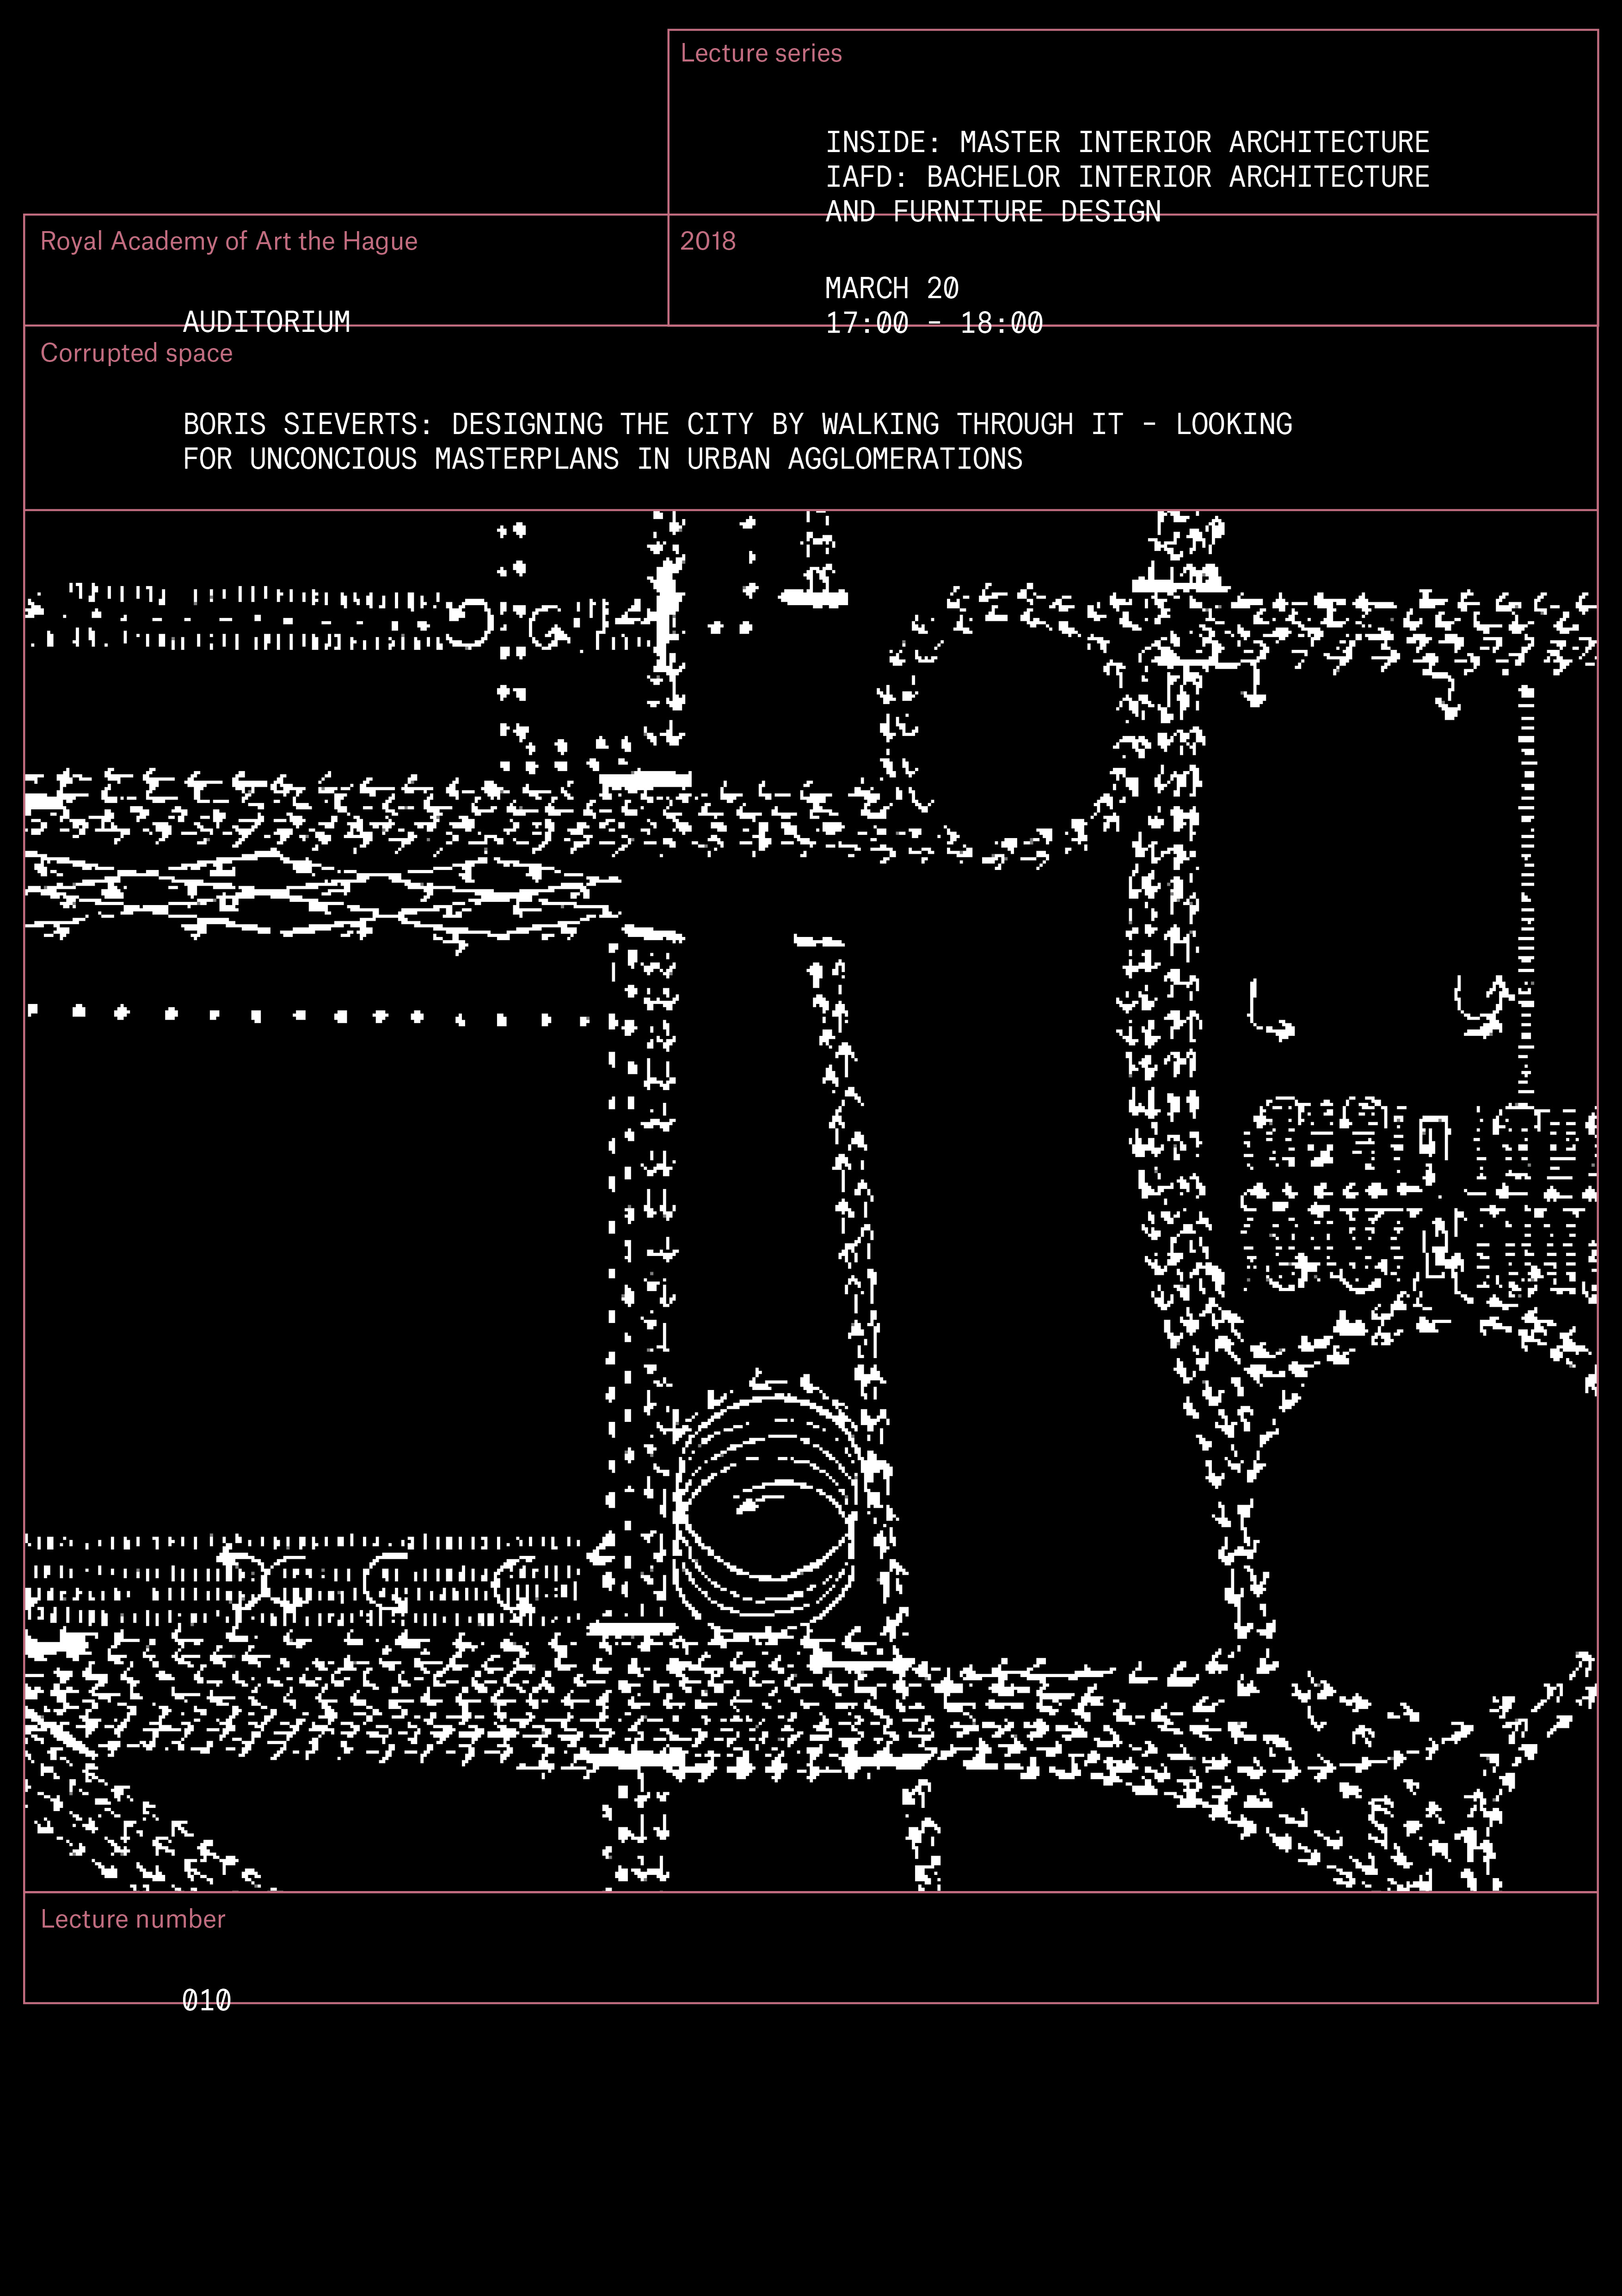 Lecture series
INSIDE: MASTER INTERIOR ARCHITECTURE
IAFD: BACHELOR INTERIOR ARCHITECTURE
AND FURNITURE DESIGN
Royal Academy of Art the Hague
AUDITORIUM
2018
MARCH 20
17:00 – 18:00
Corrupted space
BORIS SIEVERTS: DESIGNING THE CITY BY WALKING THROUGH IT – LOOKING
FOR UNCONCIOUS MASTERPLANS IN URBAN AGGLOMERATIONS
Lecture number
010